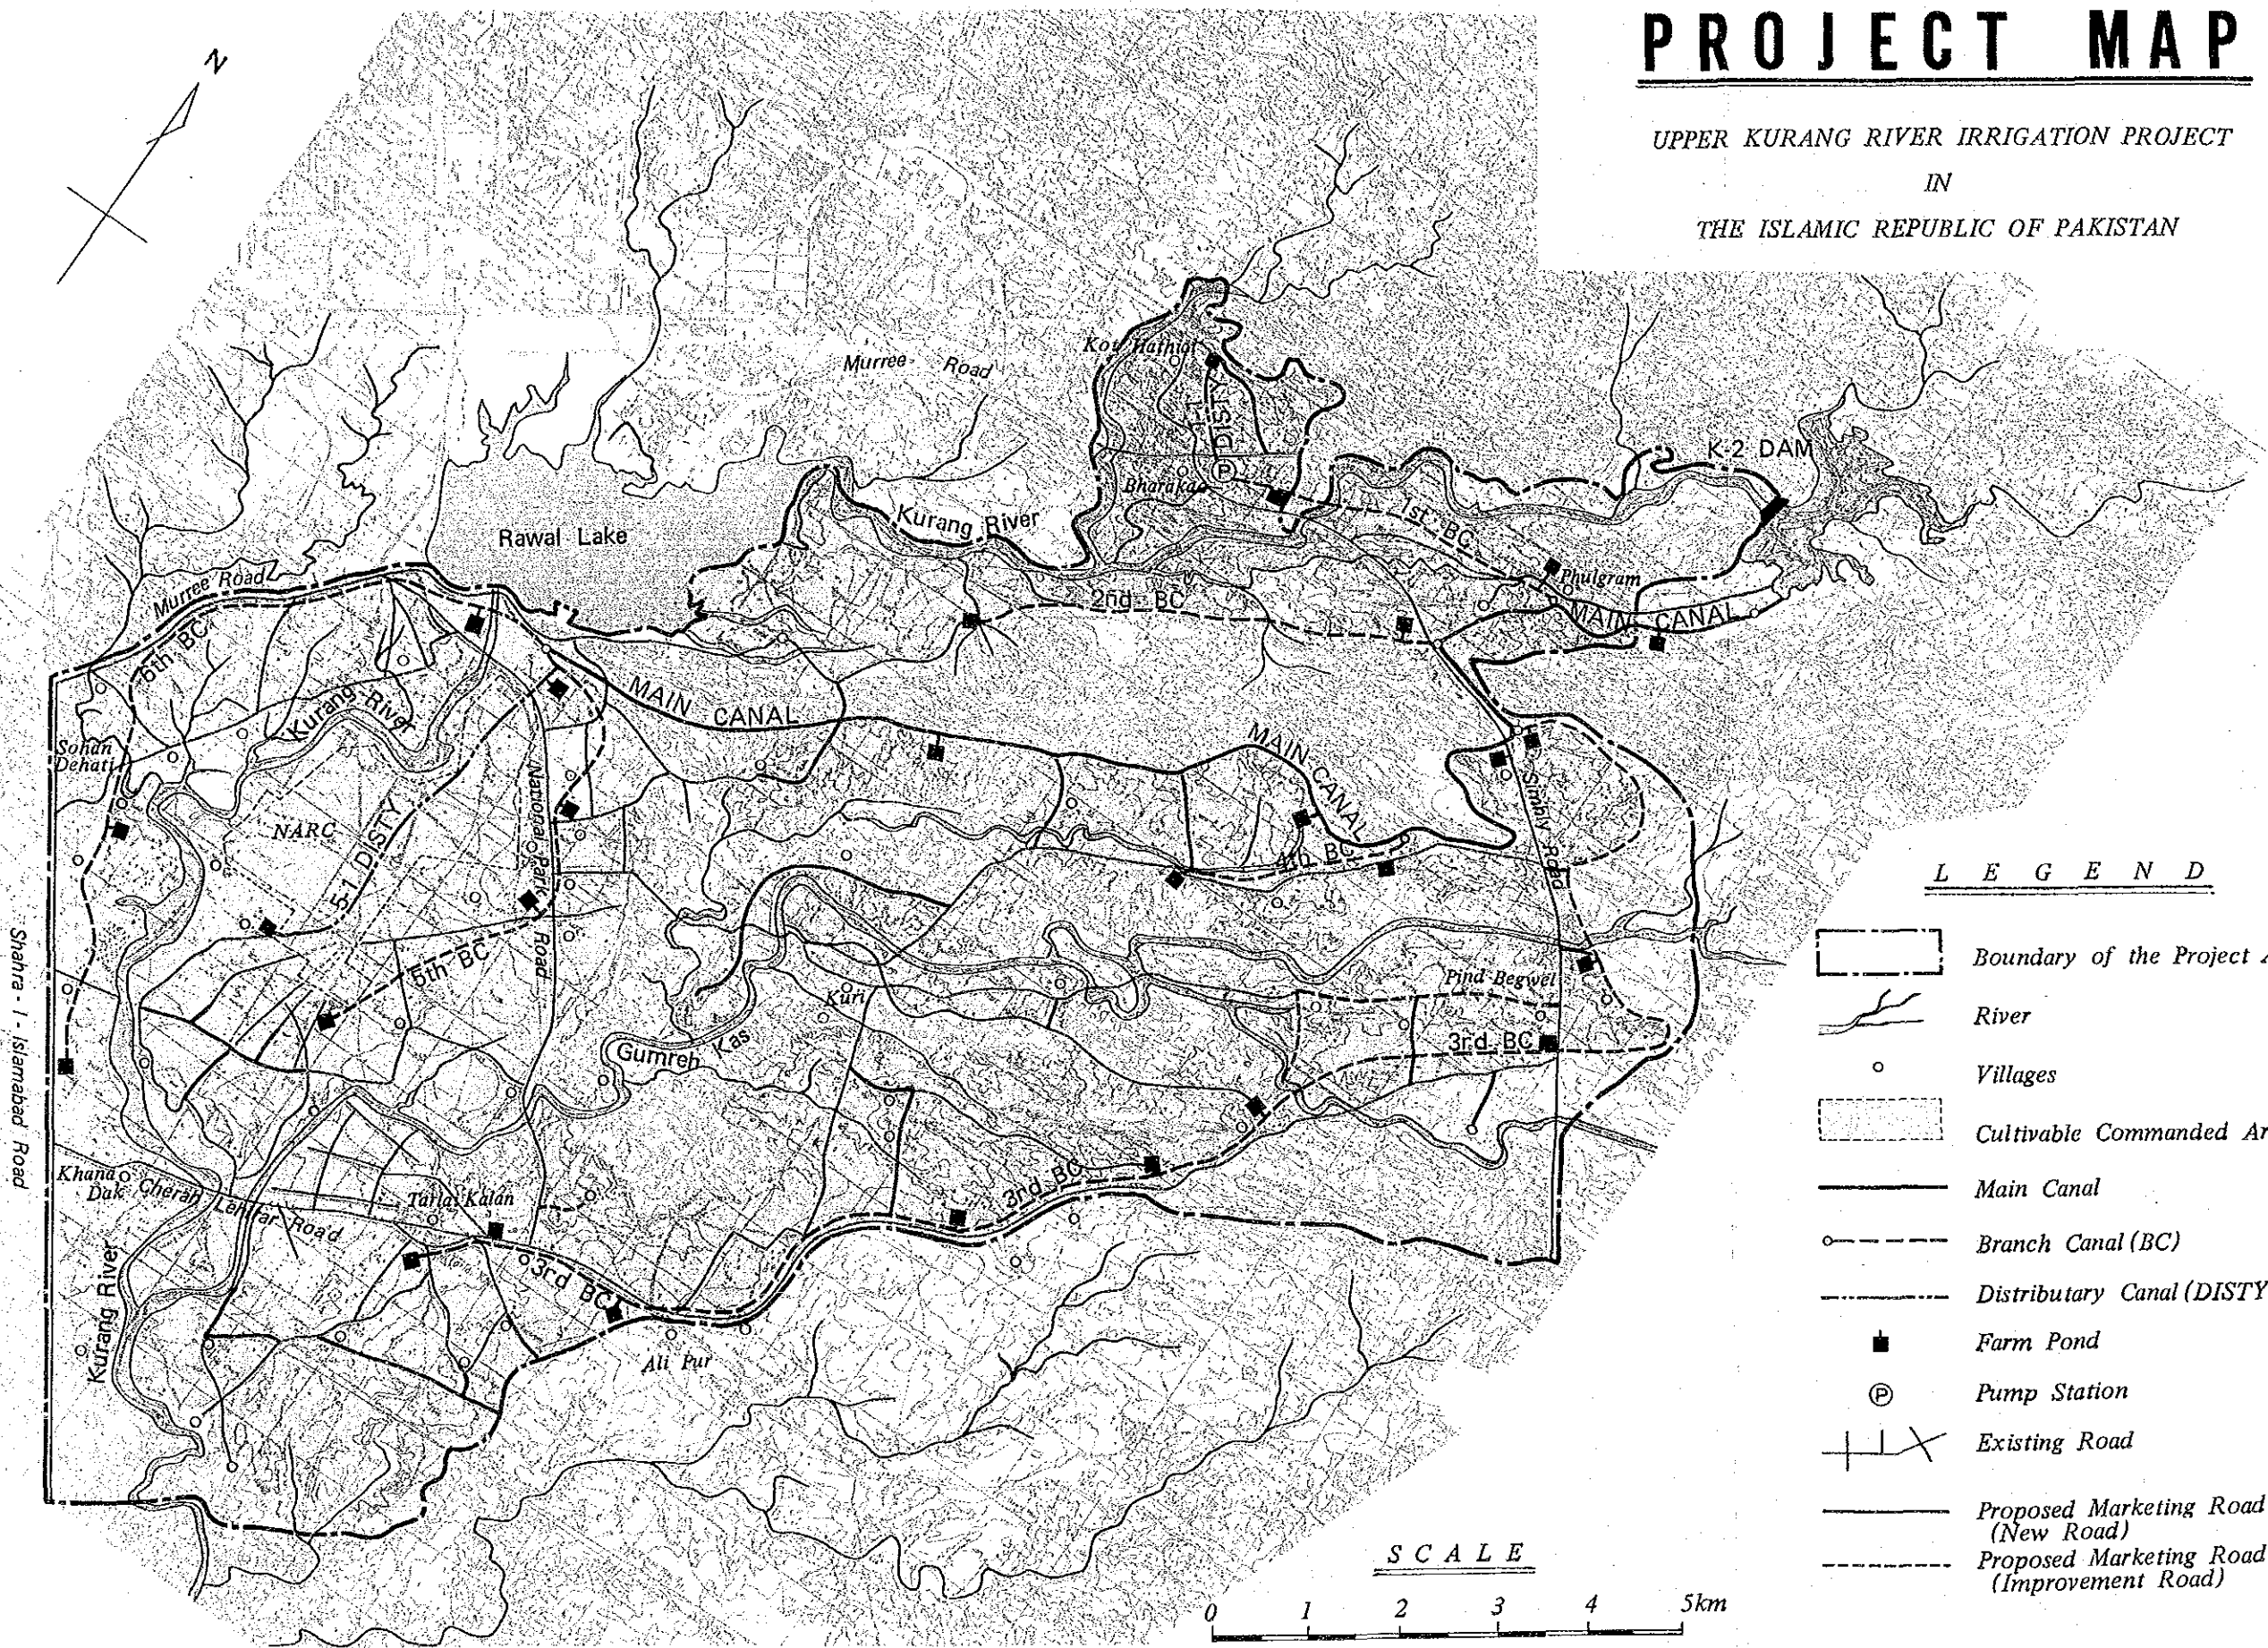 PROJECT MAP
UPPER KURANG RIVER IRRIGATION PROJECT
IN
THE ISLAMIC REPUBLIC OF PAKISTAN
N
Murree Road
Kot Hathial
1-1 DISTY
P
Bharakao
K-2 DAM
Kurang River
Rawal Lake
1st BC
Phulgram
Murree Road
2nd BC
MAIN CANAL
6th BC
MAIN CANAL
Kurang River
MAIN CANAL
Sohan
Dehati
National Park Road
Simbly Road
NARC
5-1 DISTY
4th BC
5th BC
Shahra - I - Islamabad Road
Pind Begwel
Kuri
3rd BC
Gumreh Kas
Khana
Dak
Cherah
Lehtrar Road
Tarlai Kalan
3rd BC
Kurang River
3rd BC
Ali Pur
LEGEND
Boundary of the Project
River
Villages
Cultivable Commanded
Main Canal
Branch Canal (BC)
Distributary Canal (DISTY
Farm Pond
P
Pump Station
Existing Road
Proposed Marketing Road
(New Road)
Proposed Marketing Road
(Improvement Road)
SCALE
0 1 2 3 4 5km